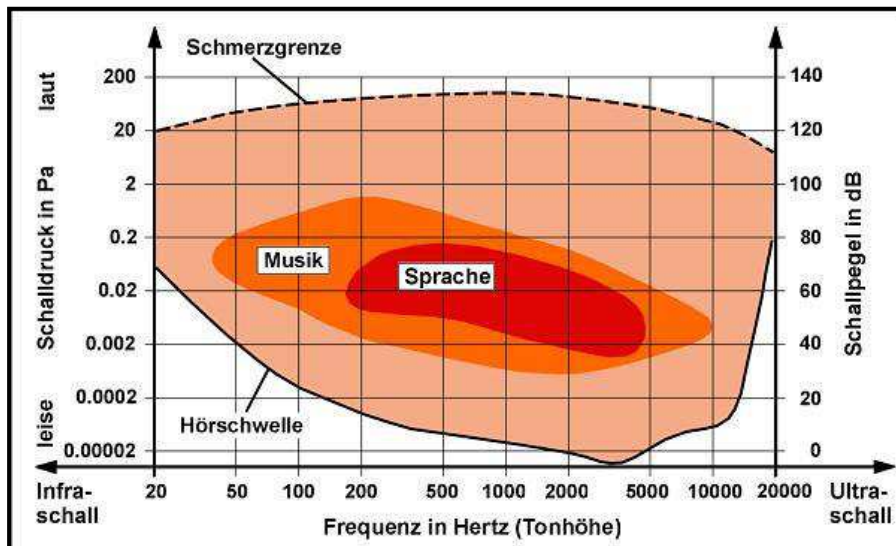 Schmerzgrenze
laut
200
20
2
0.2
0.02
0.002
0.0002
0.00002
leise
Schalldruck in Pa
140
120
100
80
60
40
20
0
Schallpegel in dB
Musik
Sprache
Hörschwelle
Infra-
schall
20 50 100 200 500 1000 2000 5000 10000 20000
Ultra-
schall
Frequenz in Hertz (Tonhöhe)